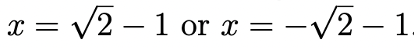 x = √2 − 1 or x = −√2 − 1.